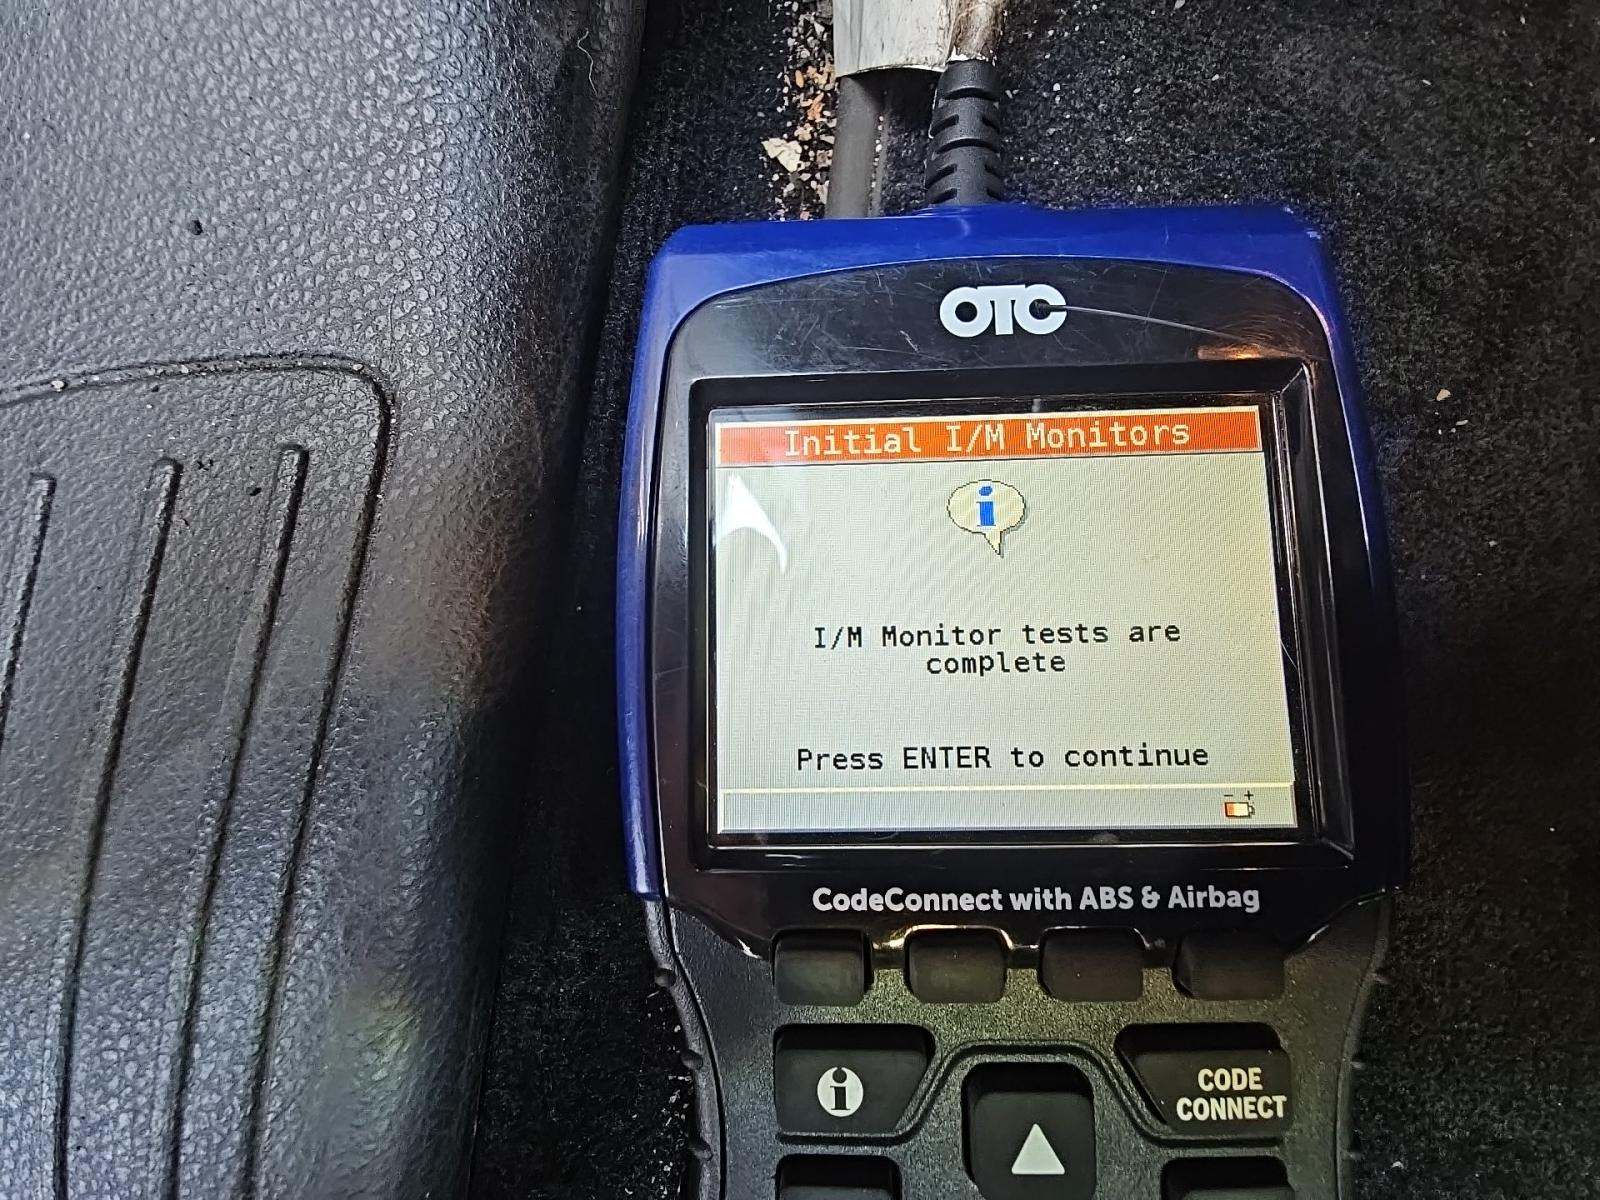 OTC
Initial I/M Monitors
i
I/M Monitor tests are
complete
Press ENTER to continue
- +
CodeConnect with ABS & Airbag
i
CODE
CONNECT